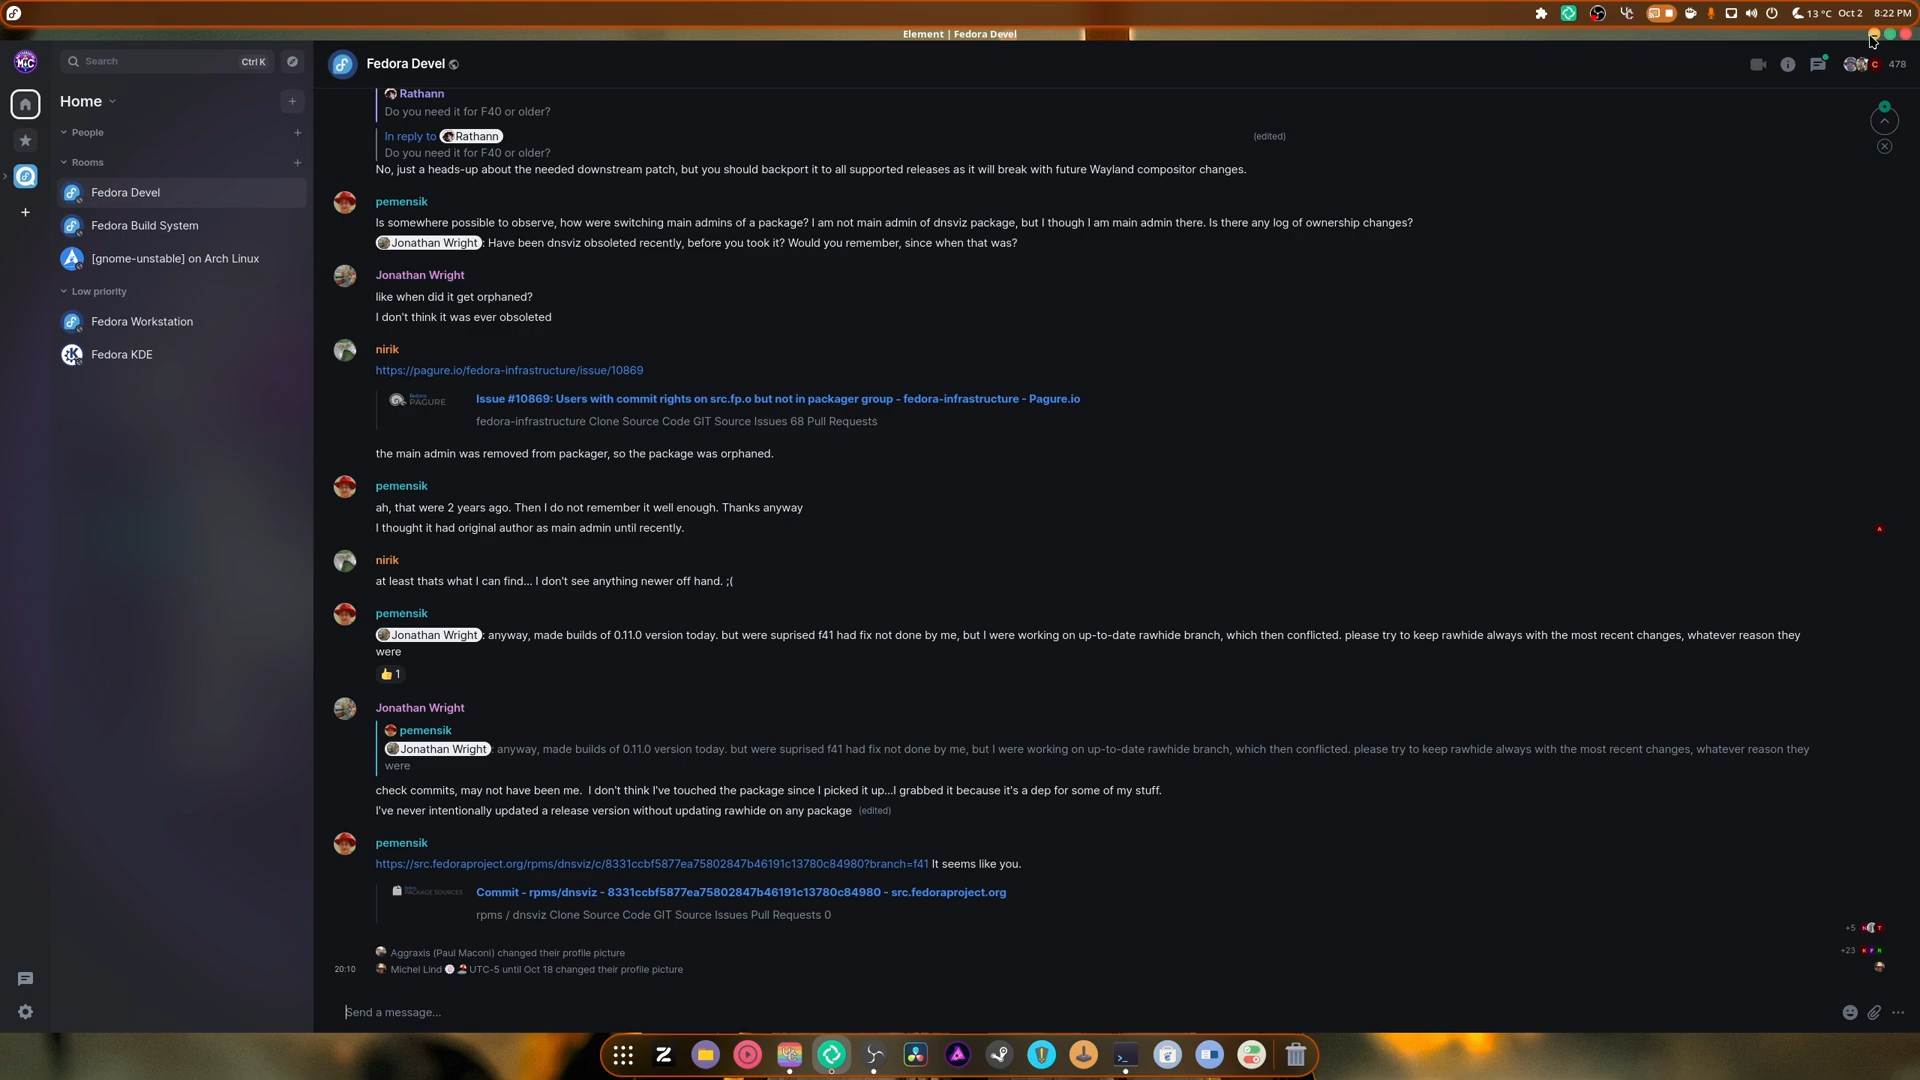 13 °C Oct 2 8:22 PM
Element | Fedora Devel
Search Ctrl K
Fedora Devel
478
Home
People
Rooms
Fedora Devel
Fedora Build System
[gnome-unstable] on Arch Linux
Low priority
Fedora Workstation
Fedora KDE
Rathann
Do you need it for F40 or older?
In reply to Rathann (edited)
Do you need it for F40 or older?
No, just a heads-up about the needed downstream patch, but you should backport it to all supported releases as it will break with future Wayland compositor changes.
pemensik
Is somewhere possible to observe, how were switching main admins of a package? I am not main admin of dnsviz package, but I though I am main admin there. Is there any log of ownership changes?
Jonathan Wright: Have been dnsviz obsoleted recently, before you took it? Would you remember, since when that was?
Jonathan Wright
like when did it get orphaned?
I don't think it was ever obsoleted
nirik
https://pagure.io/fedora-infrastructure/issue/10869
fedora PAGURE
Issue #10869: Users with commit rights on src.fp.o but not in packager group - fedora-infrastructure - Pagure.io
fedora-infrastructure Clone Source Code GIT Source Issues 68 Pull Requests
the main admin was removed from packager, so the package was orphaned.
pemensik
ah, that were 2 years ago. Then I do not remember it well enough. Thanks anyway
I thought it had original author as main admin until recently.
nirik
at least thats what I can find... I don't see anything newer off hand. ;(
pemensik
Jonathan Wright: anyway, made builds of 0.11.0 version today. but were suprised f41 had fix not done by me, but I were working on up-to-date rawhide branch, which then conflicted. please try to keep rawhide always with the most recent changes, whatever reason they
were
👍 1
Jonathan Wright
pemensik
Jonathan Wright: anyway, made builds of 0.11.0 version today. but were suprised f41 had fix not done by me, but I were working on up-to-date rawhide branch, which then conflicted. please try to keep rawhide always with the most recent changes, whatever reason they
were
check commits, may not have been me. I don't think I've touched the package since I picked it up...I grabbed it because it's a dep for some of my stuff.
I've never intentionally updated a release version without updating rawhide on any package (edited)
pemensik
https://src.fedoraproject.org/rpms/dnsviz/c/8331ccbf5877ea75802847b46191c13780c84980?branch=f41 It seems like you.
PACKAGE SOURCES
Commit - rpms/dnsviz - 8331ccbf5877ea75802847b46191c13780c84980 - src.fedoraproject.org
rpms / dnsviz Clone Source Code GIT Source Issues Pull Requests 0
+5
Aggraxis (Paul Maconi) changed their profile picture
+23
20:10 Michel Lind UTC-5 until Oct 18 changed their profile picture
Send a message...